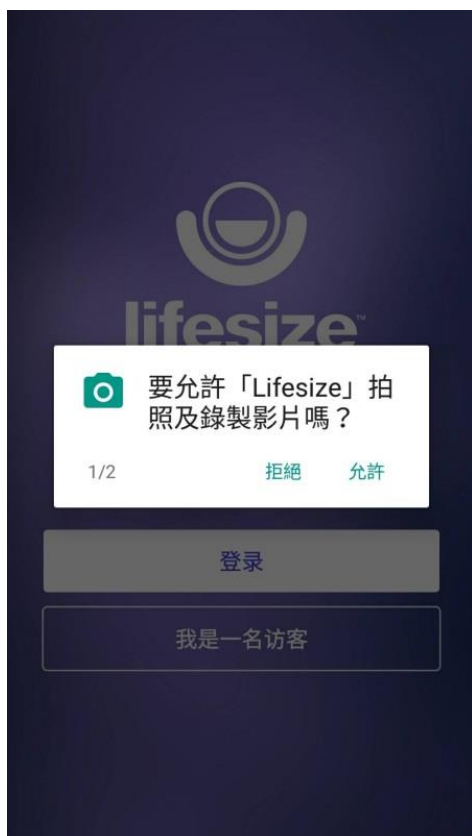 lifesize™
要允許「Lifesize」拍
照及錄製影片嗎？
1/2
拒絕 允許
登录
我是一名访客